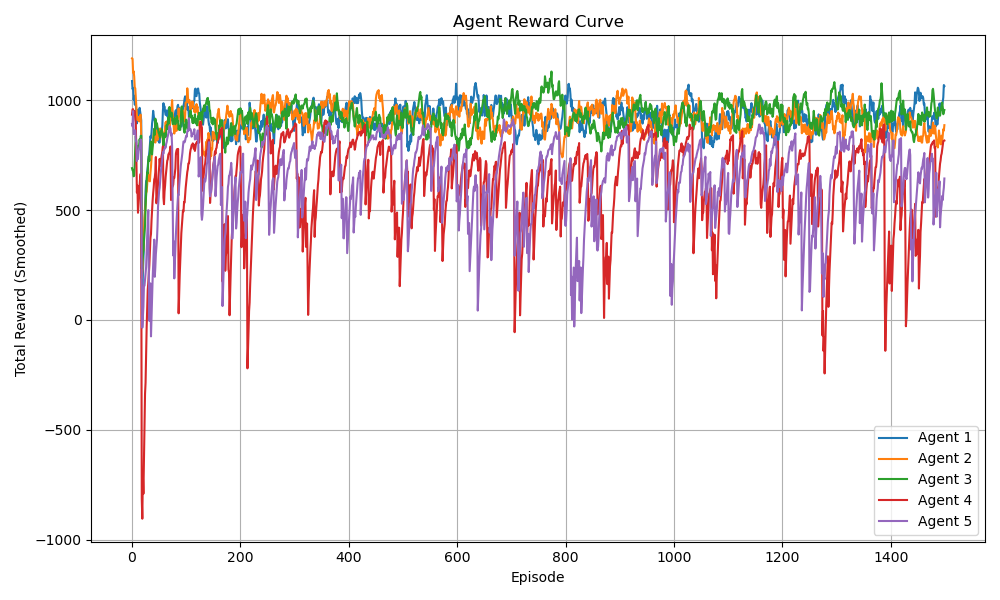 Agent Reward Curve
Total Reward (Smoothed)
1000
500
0
−500
−1000
0 200 400 600 800 1000 1200 1400
Episode
Agent 1
Agent 2
Agent 3
Agent 4
Agent 5